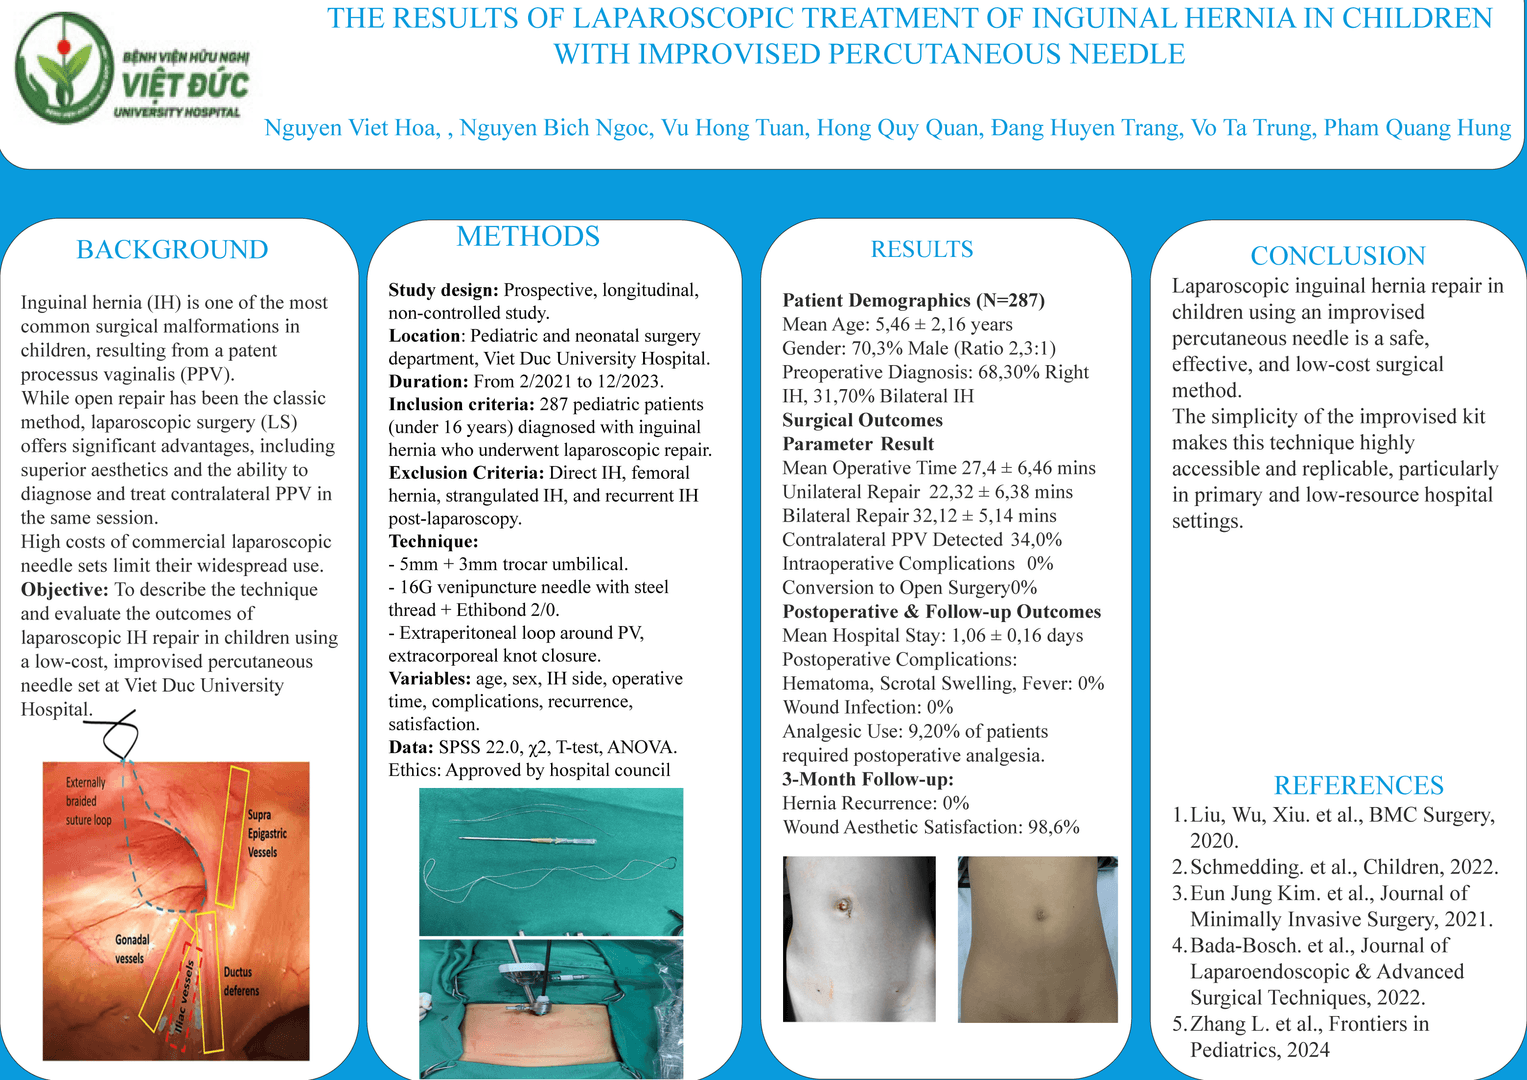 THE RESULTS OF LAPAROSCOPIC TREATMENT OF INGUINAL HERNIA IN CHILDREN
WITH IMPROVISED PERCUTANEOUS NEEDLE
BỆNH VIỆN HỮU NGHỊ
VIỆT ĐỨC
UNIVERSITY HOSPITAL
Nguyen Viet Hoa, , Nguyen Bich Ngoc, Vu Hong Tuan, Hong Quy Quan, Đang Huyen Trang, Vo Ta Trung, Pham Quang Hung
BACKGROUND
Inguinal hernia (IH) is one of the most
common surgical malformations in
children, resulting from a patent
processus vaginalis (PPV).
While open repair has been the classic
method, laparoscopic surgery (LS)
offers significant advantages, including
superior aesthetics and the ability to
diagnose and treat contralateral PPV in
the same session.
High costs of commercial laparoscopic
needle sets limit their widespread use.
Objective: To describe the technique
and evaluate the outcomes of
laparoscopic IH repair in children using
a low-cost, improvised percutaneous
needle set at Viet Duc University
Hospital.
Externally
braided
suture loop
Supra
Epigastric
Vessels
Gonadal
vessels
Iliac vessels
Ductus
deferens
METHODS
Study design: Prospective, longitudinal,
non-controlled study.
Location: Pediatric and neonatal surgery
department, Viet Duc University Hospital.
Duration: From 2/2021 to 12/2023.
Inclusion criteria: 287 pediatric patients
(under 16 years) diagnosed with inguinal
hernia who underwent laparoscopic repair.
Exclusion Criteria: Direct IH, femoral
hernia, strangulated IH, and recurrent IH
post-laparoscopy.
Technique:
- 5mm + 3mm trocar umbilical.
- 16G venipuncture needle with steel
thread + Ethibond 2/0.
- Extraperitoneal loop around PV,
extracorporeal knot closure.
Variables: age, sex, IH side, operative
time, complications, recurrence,
satisfaction.
Data: SPSS 22.0, χ2, T-test, ANOVA.
Ethics: Approved by hospital council
RESULTS
Patient Demographics (N=287)
Mean Age: 5,46 ± 2,16 years
Gender: 70,3% Male (Ratio 2,3:1)
Preoperative Diagnosis: 68,30% Right
IH, 31,70% Bilateral IH
Surgical Outcomes
Parameter Result
Mean Operative Time 27,4 ± 6,46 mins
Unilateral Repair 22,32 ± 6,38 mins
Bilateral Repair 32,12 ± 5,14 mins
Contralateral PPV Detected 34,0%
Intraoperative Complications 0%
Conversion to Open Surgery0%
Postoperative & Follow-up Outcomes
Mean Hospital Stay: 1,06 ± 0,16 days
Postoperative Complications:
Hematoma, Scrotal Swelling, Fever: 0%
Wound Infection: 0%
Analgesic Use: 9,20% of patients
required postoperative analgesia.
3-Month Follow-up:
Hernia Recurrence: 0%
Wound Aesthetic Satisfaction: 98,6%
CONCLUSION
Laparoscopic inguinal hernia repair in
children using an improvised
percutaneous needle is a safe,
effective, and low-cost surgical
method.
The simplicity of the improvised kit
makes this technique highly
accessible and replicable, particularly
in primary and low-resource hospital
settings.
REFERENCES
1. Liu, Wu, Xiu. et al., BMC Surgery,
2020.
2. Schmedding. et al., Children, 2022.
3. Eun Jung Kim. et al., Journal of
Minimally Invasive Surgery, 2021.
4. Bada-Bosch. et al., Journal of
Laparoendoscopic & Advanced
Surgical Techniques, 2022.
5. Zhang L. et al., Frontiers in
Pediatrics, 2024